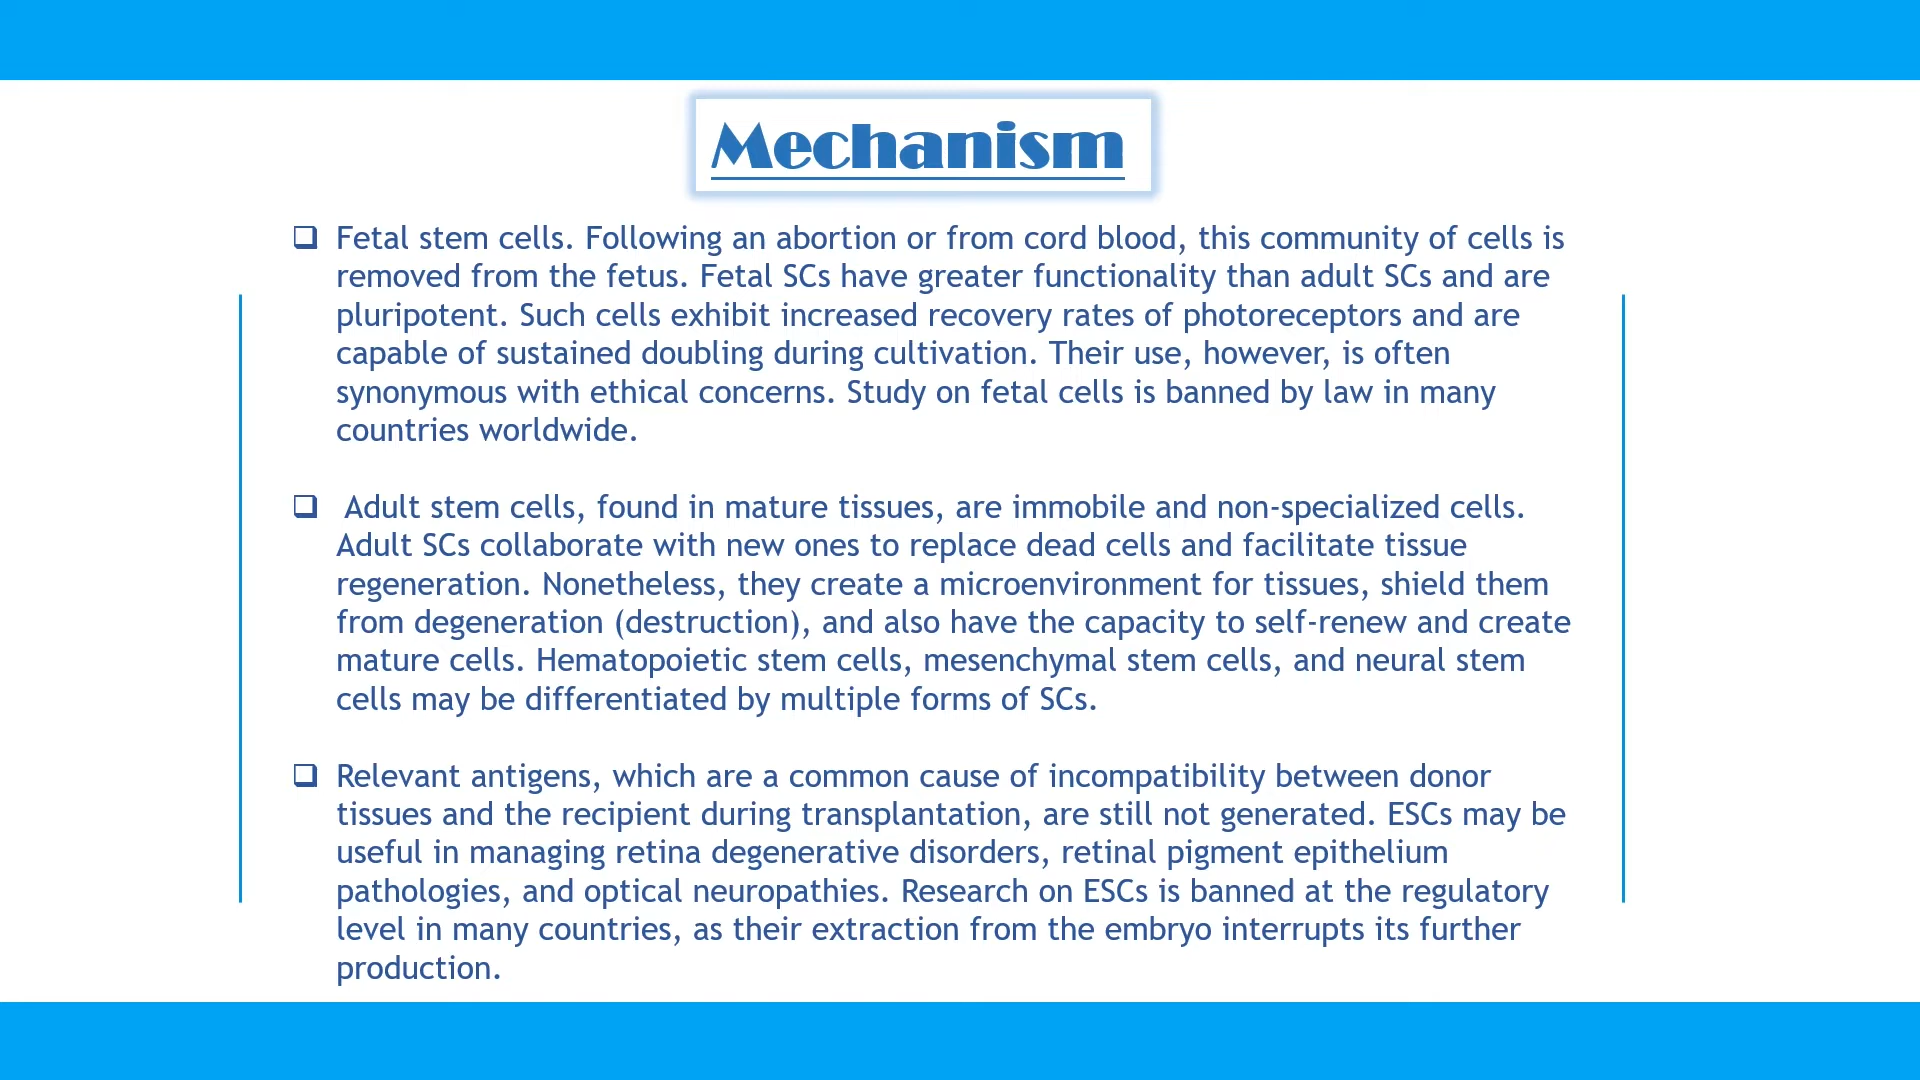 Mechanism
❑ Fetal stem cells. Following an abortion or from cord blood, this community of cells is
removed from the fetus. Fetal SCs have greater functionality than adult SCs and are
pluripotent. Such cells exhibit increased recovery rates of photoreceptors and are
capable of sustained doubling during cultivation. Their use, however, is often
synonymous with ethical concerns. Study on fetal cells is banned by law in many
countries worldwide.
❑ Adult stem cells, found in mature tissues, are immobile and non-specialized cells.
Adult SCs collaborate with new ones to replace dead cells and facilitate tissue
regeneration. Nonetheless, they create a microenvironment for tissues, shield them
from degeneration (destruction), and also have the capacity to self-renew and create
mature cells. Hematopoietic stem cells, mesenchymal stem cells, and neural stem
cells may be differentiated by multiple forms of SCs.
❑ Relevant antigens, which are a common cause of incompatibility between donor
tissues and the recipient during transplantation, are still not generated. ESCs may be
useful in managing retina degenerative disorders, retinal pigment epithelium
pathologies, and optical neuropathies. Research on ESCs is banned at the regulatory
level in many countries, as their extraction from the embryo interrupts its further
production.